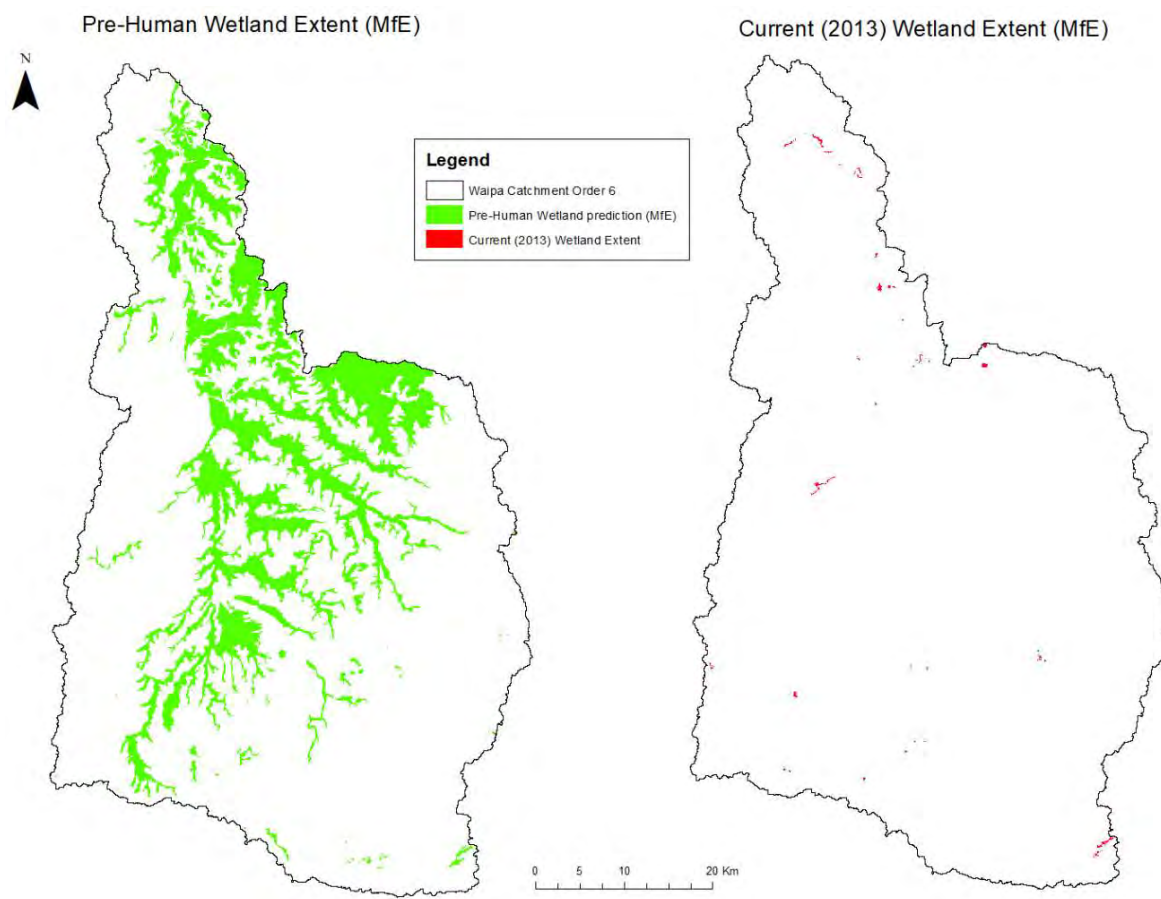 Pre-Human Wetland Extent (MfE)
Current (2013) Wetland Extent (MfE)
N
Legend
Waipa Catchment Order 6
Pre-Human Wetland prediction (MfE)
Current (2013) Wetland Extent
0 5 10 20 Km